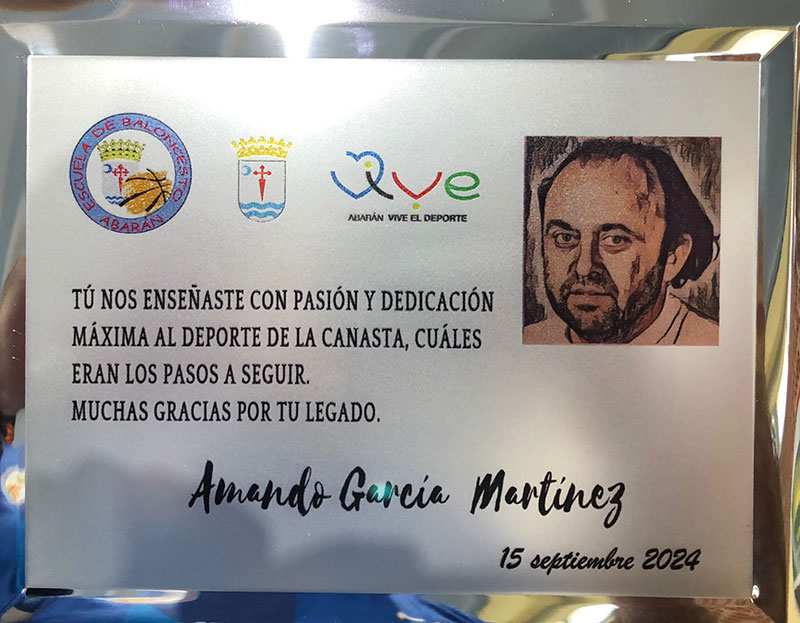 ESCUELA DE BALONCESTO
ABARÁN
Vive
ABARÁN VIVE EL DEPORTE
TÚ NOS ENSEÑASTE CON PASIÓN Y DEDICACIÓN
MÁXIMA AL DEPORTE DE LA CANASTA, CUÁLES
ERAN LOS PASOS A SEGUIR.
MUCHAS GRACIAS POR TU LEGADO.
Amando García Martínez
15 septiembre 2024